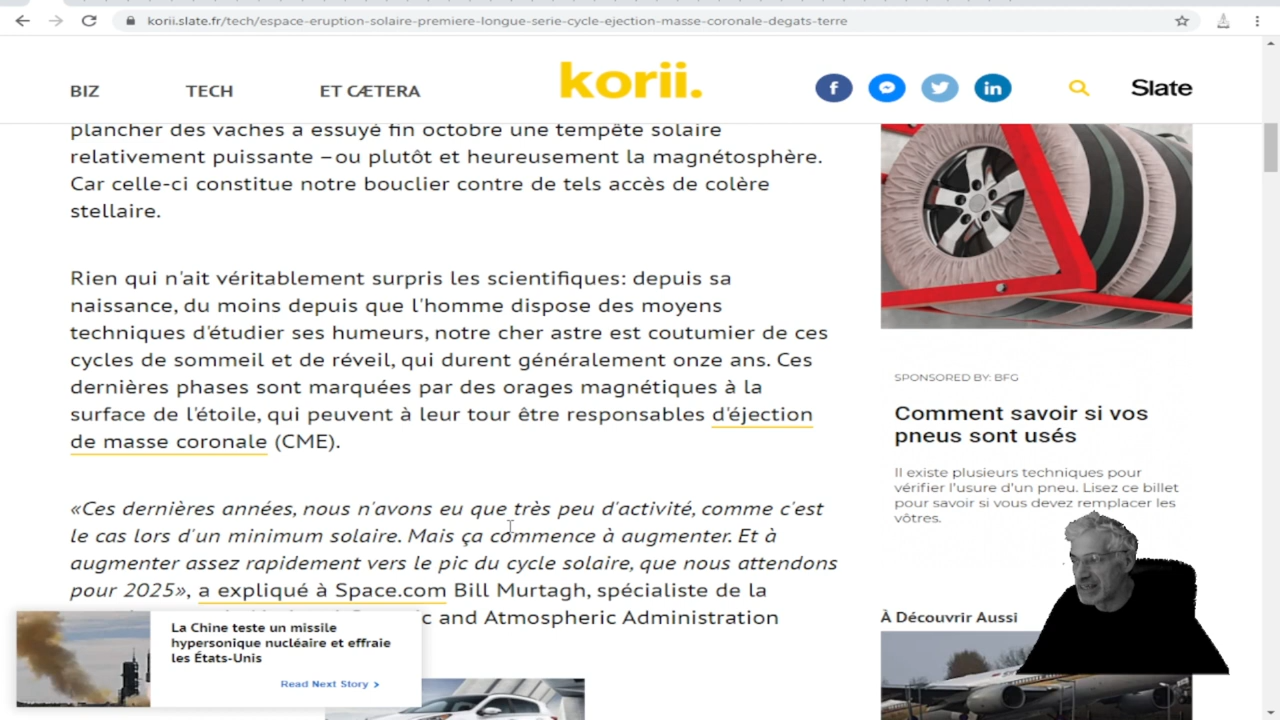 korii.slate.fr/tech/espace-eruption-solaire-premiere-longue-serie-cycle-ejection-masse-coronale-degats-terre
BIZ
TECH
ET CÆTERA
korii.
f
in
Slate
plancher des vaches a essuyé fin octobre une tempête solaire
relativement puissante –ou plutôt et heureusement la magnétosphère.
Car celle-ci constitue notre bouclier contre de tels accès de colère
stellaire.
Rien qui n'ait véritablement surpris les scientifiques: depuis sa
naissance, du moins depuis que l'homme dispose des moyens
techniques d'étudier ses humeurs, notre cher astre est coutumier de ces
cycles de sommeil et de réveil, qui durent généralement onze ans. Ces
dernières phases sont marquées par des orages magnétiques à la
surface de l'étoile, qui peuvent à leur tour être responsables d'éjection
de masse coronale (CME).
«Ces dernières années, nous n'avons eu que très peu d'activité, comme c'est
le cas lors d'un minimum solaire. Mais ça commence à augmenter. Et à
augmenter assez rapidement vers le pic du cycle solaire, que nous attendons
pour 2025», a expliqué à Space.com Bill Murtagh, spécialiste de la
c and Atmospheric Administration
La Chine teste un missile
hypersonique nucléaire et effraie
les États-Unis
Read Next Story >
SPONSORED BY: BFG
Comment savoir si vos
pneus sont usés
Il existe plusieurs techniques pour
vérifier l'usure d'un pneu. Lisez ce billet
pour savoir si vous devez remplacer les
vôtres.
À Découvrir Aussi